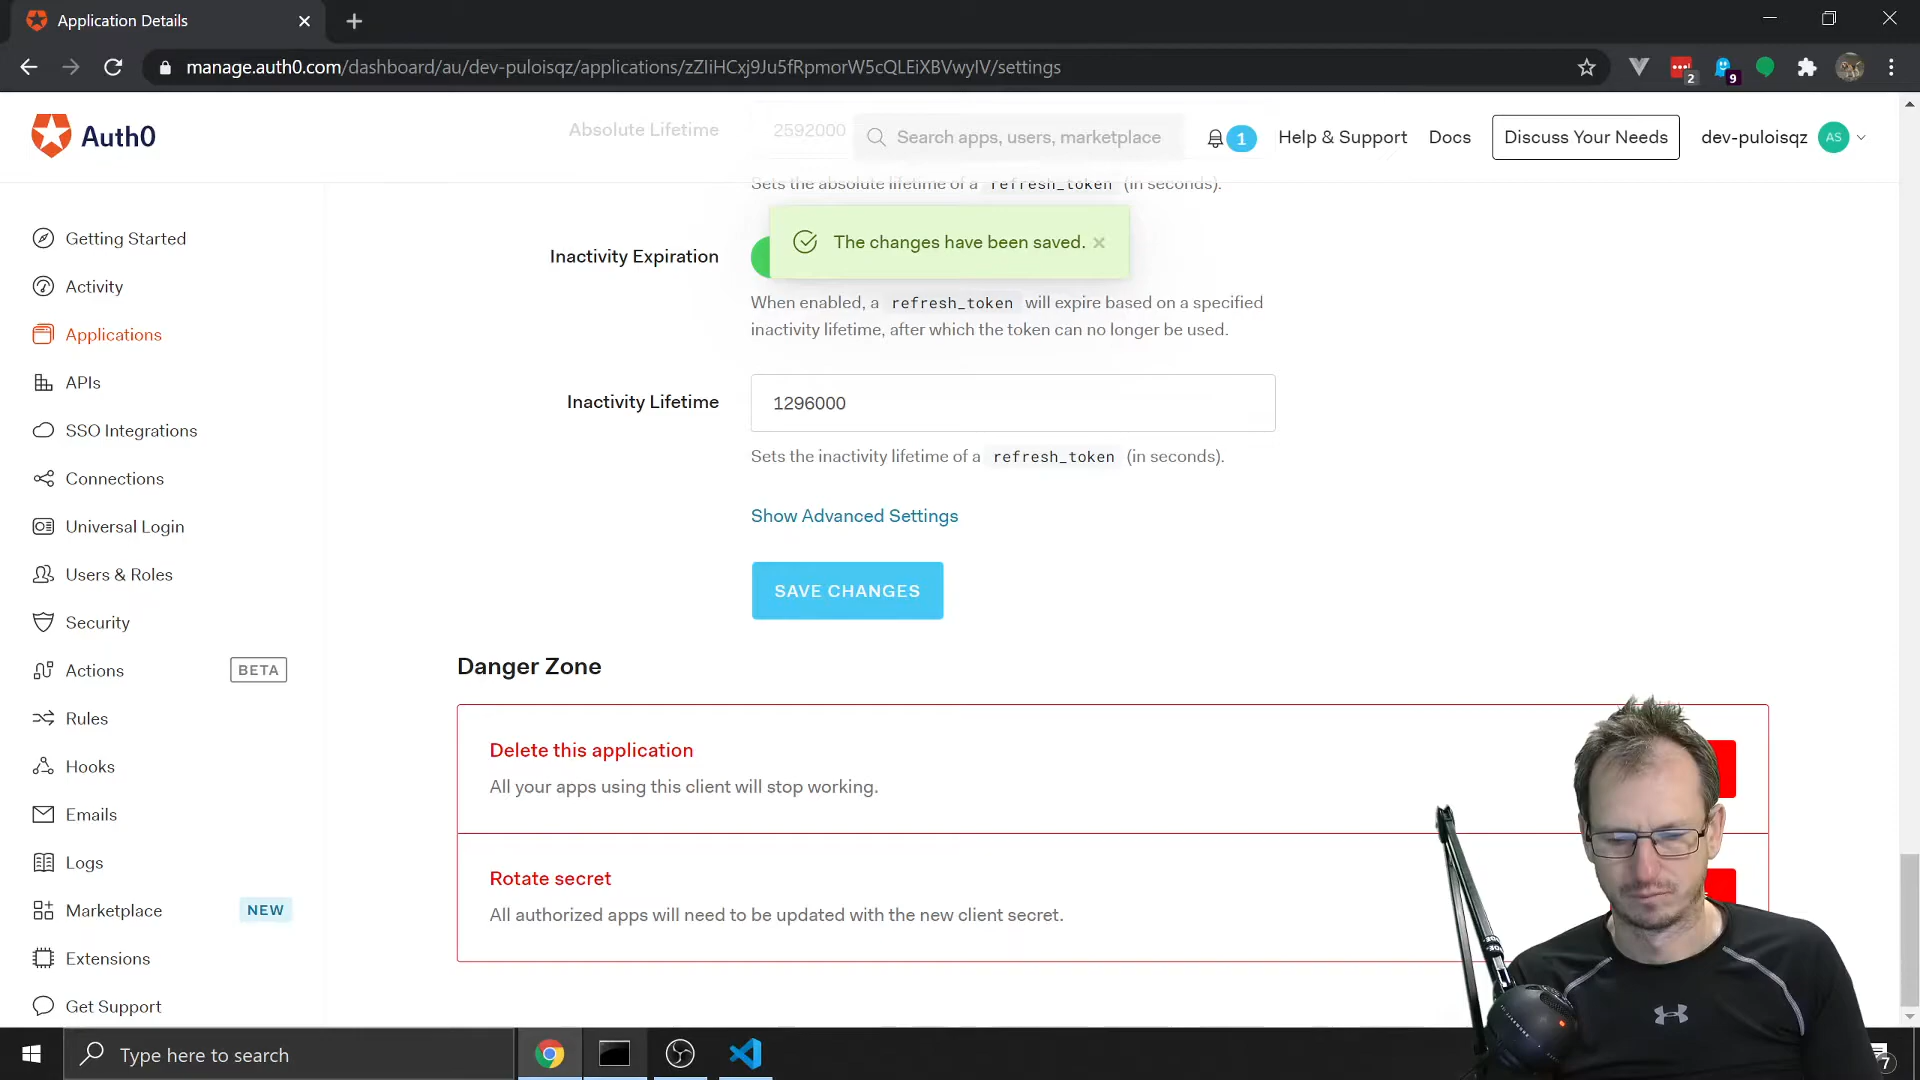 Application Details
manage.auth0.com/dashboard/au/dev-puloisqz/applications/zZIiHCxj9Ju5fRpmorW5cQLEiXBVwyIV/settings
2
9
Auth0
Absolute Lifetime
2592000
Search apps, users, marketplace
1
Help & Support
Docs
Discuss Your Needs
dev-puloisqz
AS
Sets the absolute lifetime of a refresh_token (in seconds).
The changes have been saved.
Getting Started
Activity
Applications
APIs
SSO Integrations
Connections
Universal Login
Users & Roles
Security
Actions
BETA
Rules
Hooks
Emails
Logs
Marketplace
NEW
Extensions
Get Support
Inactivity Expiration
When enabled, a refresh_token will expire based on a specified
inactivity lifetime, after which the token can no longer be used.
Inactivity Lifetime
1296000
Sets the inactivity lifetime of a refresh_token (in seconds).
Show Advanced Settings
SAVE CHANGES
Danger Zone
Delete this application
All your apps using this client will stop working.
Rotate secret
All authorized apps will need to be updated with the new client secret.
Type here to search
7